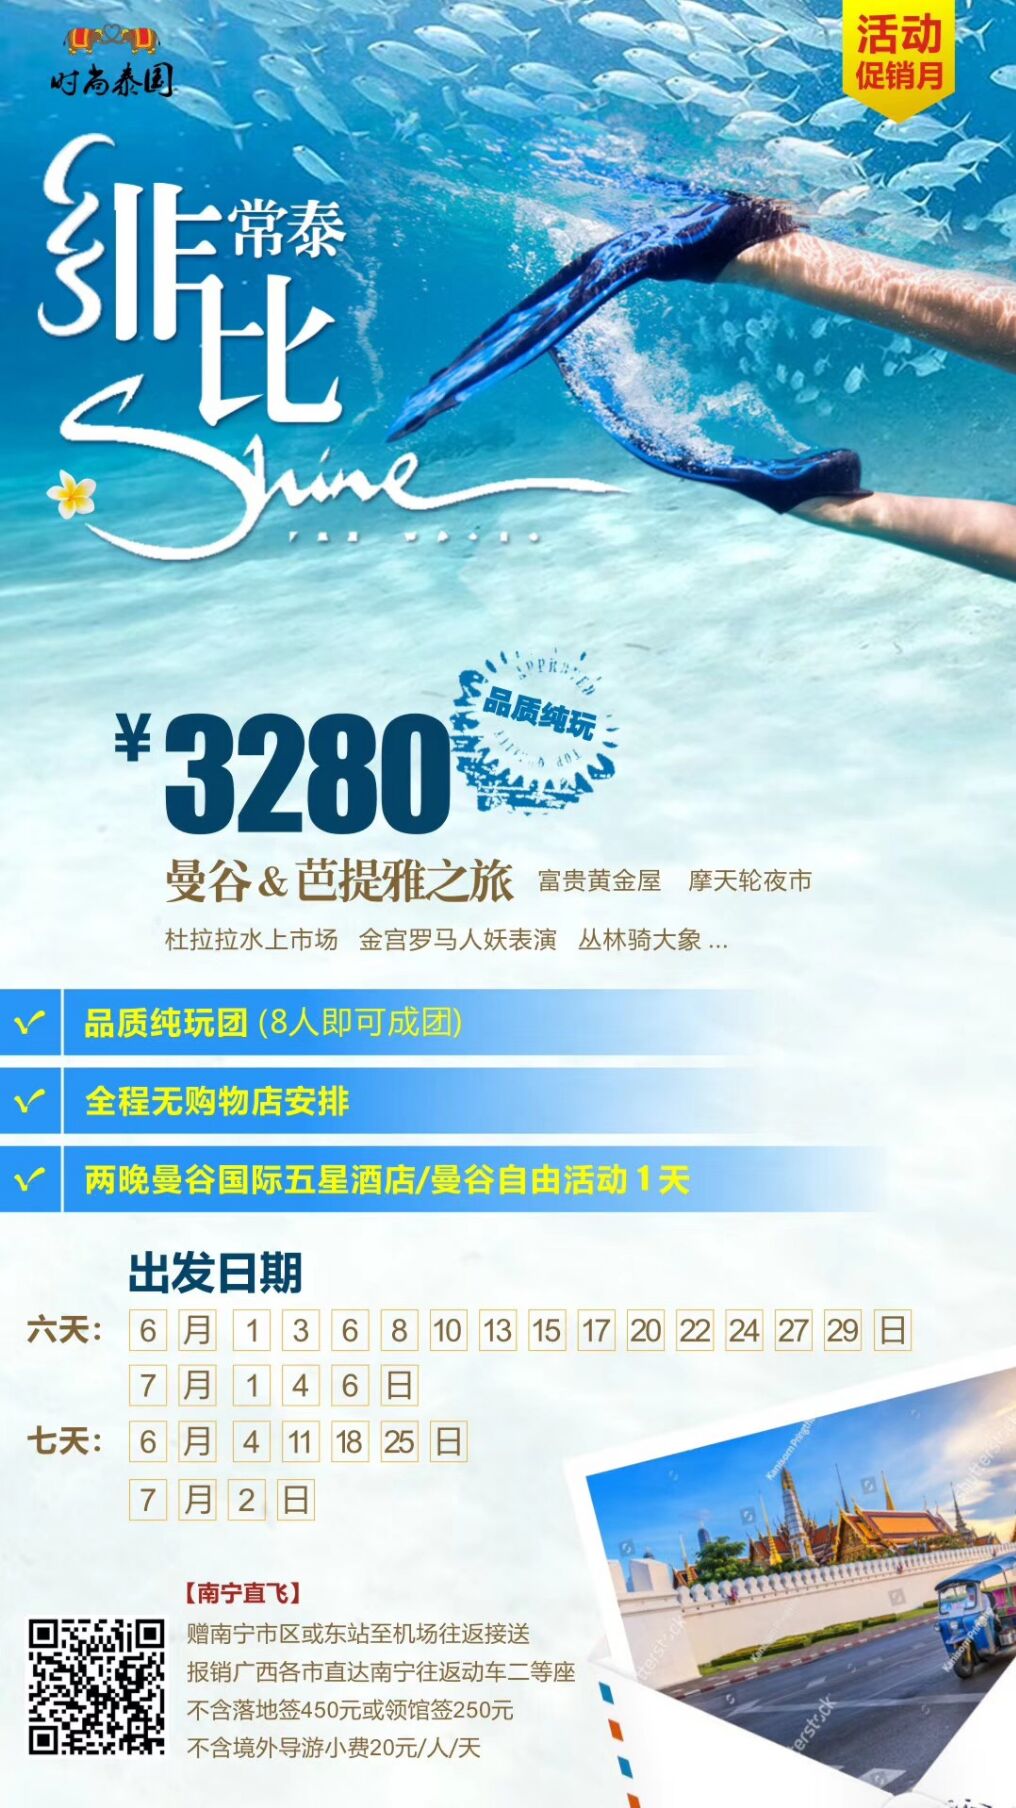 时尚泰国
活动
促销月
绯常泰
比
Shine
APPROVED
品质纯玩
TOP QUALITY
¥3280
曼谷&芭提雅之旅 富贵黄金屋 摩天轮夜市
杜拉拉水上市场 金宫罗马人妖表演 丛林骑大象...
品质纯玩团 (8人即可成团)
全程无购物店安排
两晚曼谷国际五星酒店/曼谷自由活动1天
出发日期
六天: 6 月 1 3 6 8 10 13 15 17 20 22 24 27 29 日
7 月 1 4 6 日
七天: 6 月 4 11 18 25 日
7 月 2 日
【南宁直飞】
赠南宁市区或东站至机场往返接送
报销广西各市直达南宁往返动车二等座
不含落地签450元或领馆签250元
不含境外导游小费20元/人/天